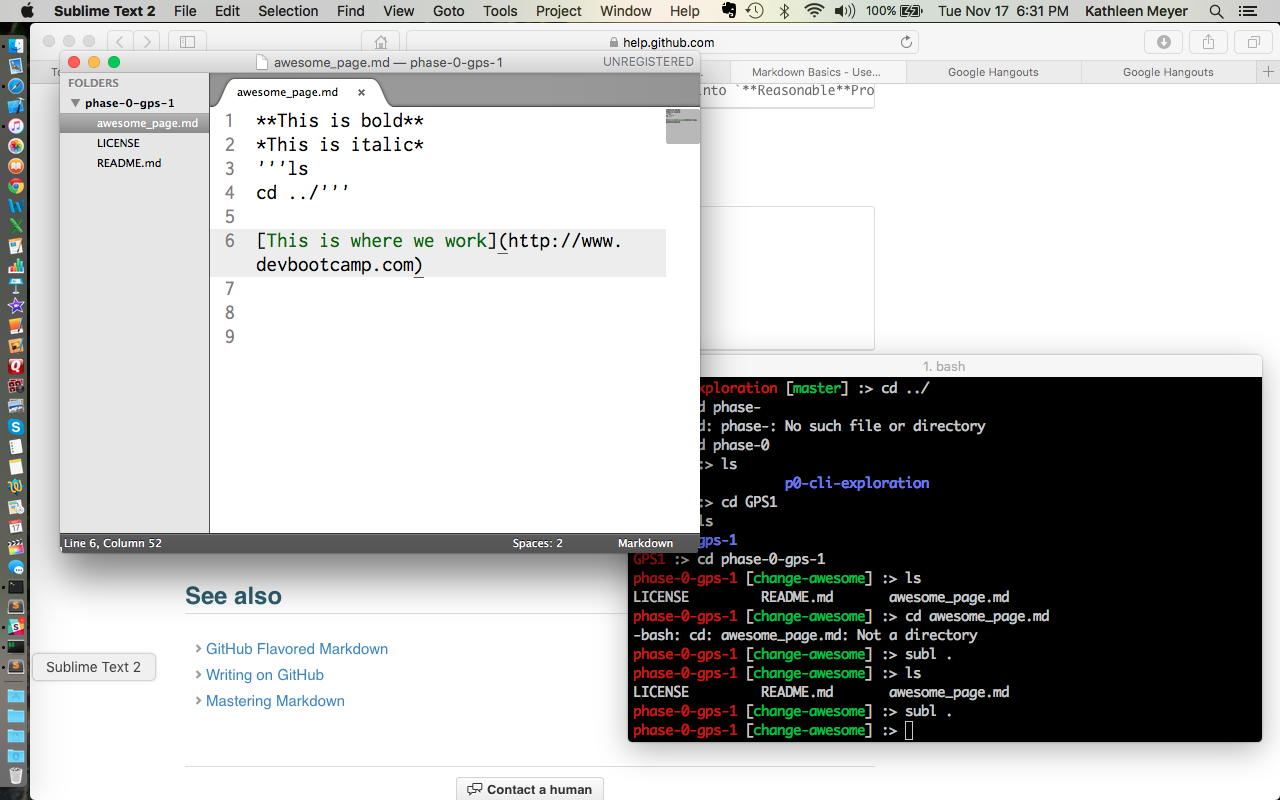 Sublime Text 2 File Edit Selection Find View Goto Tools Project Window Help 100% Tue Nov 17 6:31 PM Kathleen Meyer
help.github.com
Markdown Basics - Use... Google Hangouts Google Hangouts
awesome_page.md — phase-0-gps-1 UNREGISTERED
FOLDERS
phase-0-gps-1
awesome_page.md
LICENSE
README.md
awesome_page.md
1 **This is bold**
2 *This is italic*
3 '''ls
4 cd ../'''
5
6 [This is where we work](http://www.
devbootcamp.com)
7
8
9
Line 6, Column 52 Spaces: 2 Markdown
into `**Reasonable**Pro
1. bash
xploration [master] :> cd ../
d phase-
d: phase-: No such file or directory
d phase-0
:> ls
p0-cli-exploration
:> cd GPS1
ls
gps-1
GPS1 :> cd phase-0-gps-1
phase-0-gps-1 [change-awesome] :> ls
LICENSE README.md awesome_page.md
phase-0-gps-1 [change-awesome] :> cd awesome_page.md
-bash: cd: awesome_page.md: Not a directory
phase-0-gps-1 [change-awesome] :> subl .
phase-0-gps-1 [change-awesome] :> ls
LICENSE README.md awesome_page.md
phase-0-gps-1 [change-awesome] :> subl .
phase-0-gps-1 [change-awesome] :>
See also
GitHub Flavored Markdown
Writing on GitHub
Mastering Markdown
Sublime Text 2
Contact a human